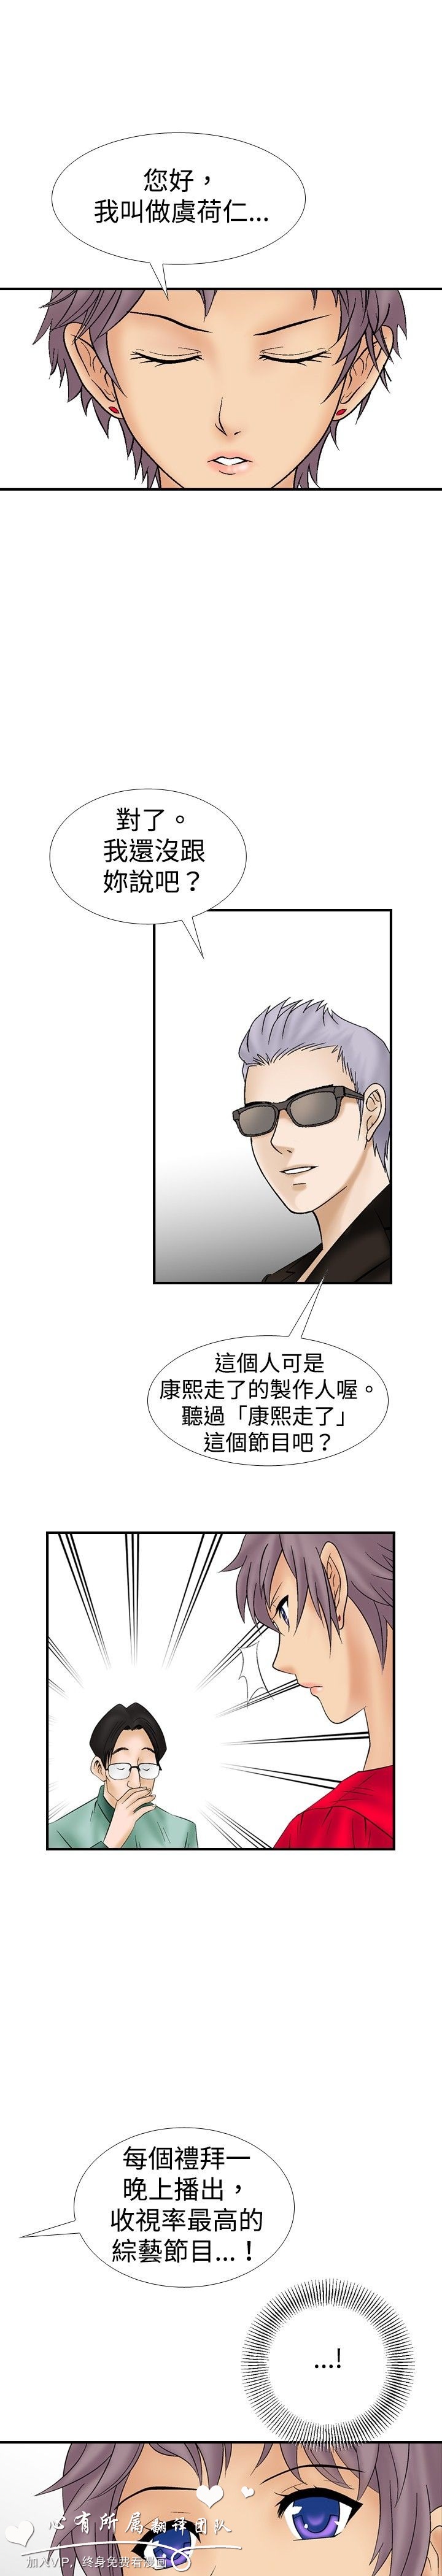 您好，
我叫做虞荷仁...
對了。
我還沒跟
妳說吧？
這個人可是
康熙走了的製作人喔。
聽過「康熙走了」
這個節目吧？
每個禮拜一
晚上播出，
收視率最高的
綜藝節目...！
...!
心有所属翻译团队
加入VIP，终身免费看漫画